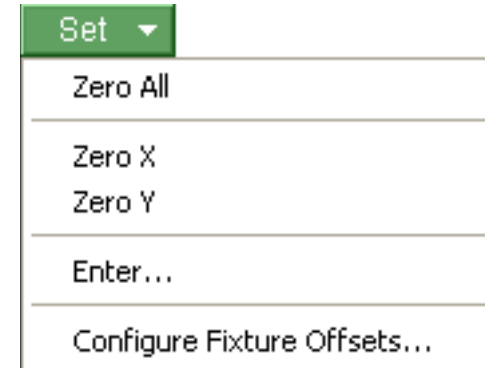 Set
Zero All
Zero X
Zero Y
Enter...
Configure Fixture Offsets...